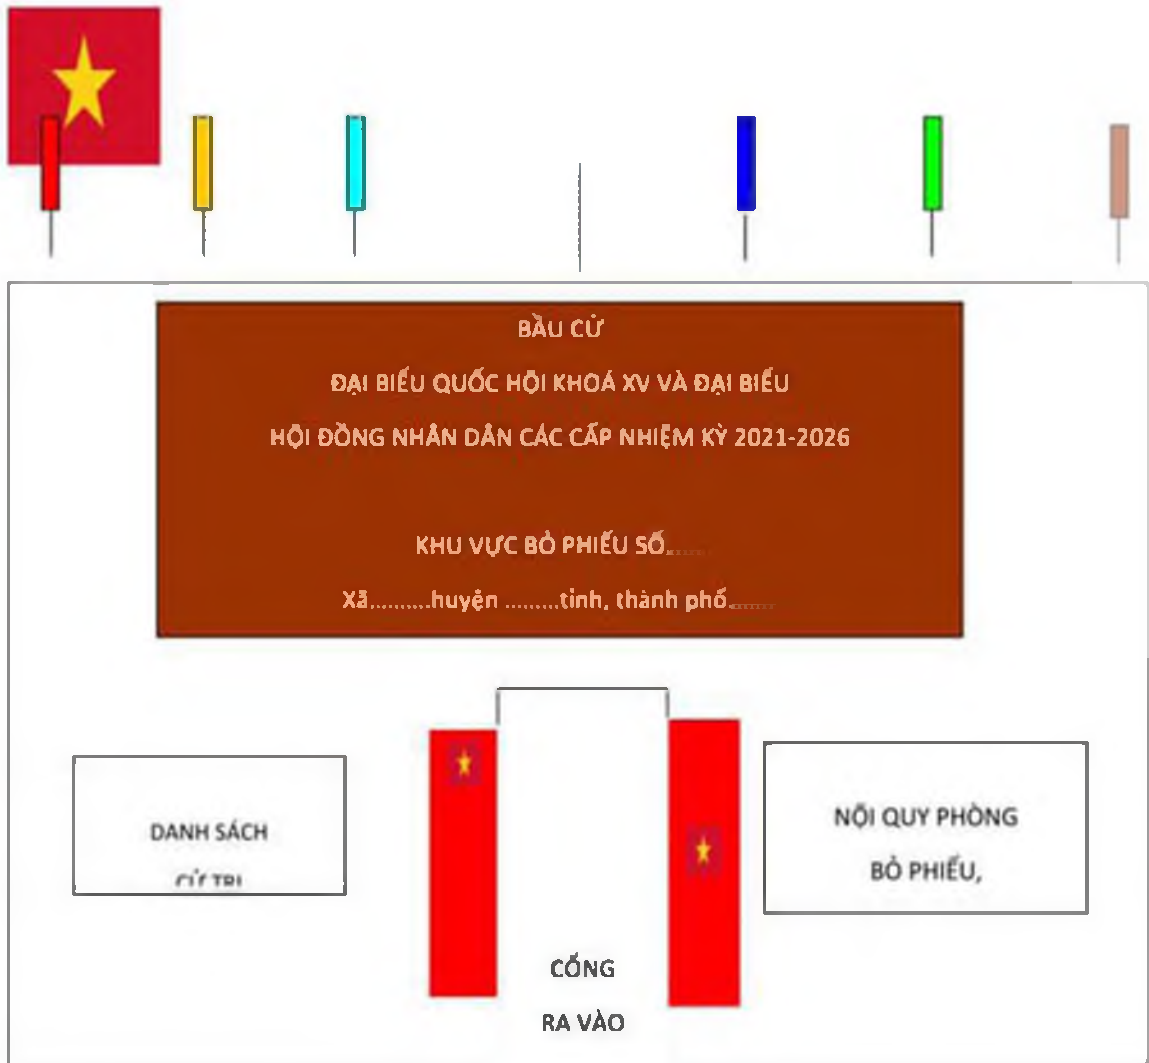 BẦU CỬ
ĐẠI BIỂU QUỐC HỘI KHOÁ XV VÀ ĐẠI BIỂU
HỘI ĐỒNG NHÂN DÂN CÁC CẤP NHIỆM KỲ 2021-2026
KHU VỰC BỎ PHIẾU SỐ.......
Xã..........huyện .........tỉnh, thành phố........
DANH SÁCH
CỬ TRI
NỘI QUY PHÒNG
BỎ PHIẾU,
CỔNG
RA VÀO